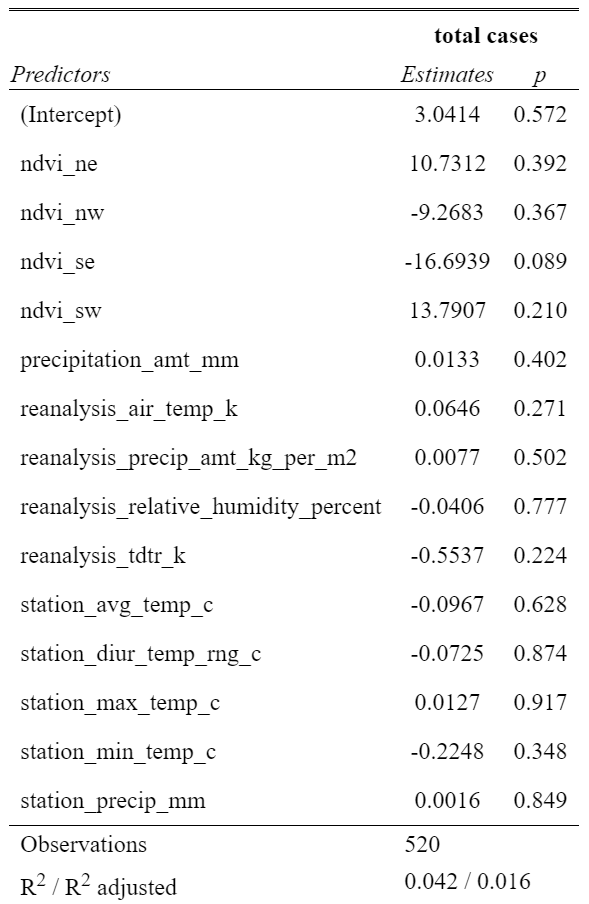 total cases
Predictors Estimates p
(Intercept) 3.0414 0.572
ndvi_ne 10.7312 0.392
ndvi_nw -9.2683 0.367
ndvi_se -16.6939 0.089
ndvi_sw 13.7907 0.210
precipitation_amt_mm 0.0133 0.402
reanalysis_air_temp_k 0.0646 0.271
reanalysis_precip_amt_kg_per_m2 0.0077 0.502
reanalysis_relative_humidity_percent -0.0406 0.777
reanalysis_tdtr_k -0.5537 0.224
station_avg_temp_c -0.0967 0.628
station_diur_temp_rng_c -0.0725 0.874
station_max_temp_c 0.0127 0.917
station_min_temp_c -0.2248 0.348
station_precip_mm 0.0016 0.849
Observations 520
R2 / R2 adjusted 0.042 / 0.016